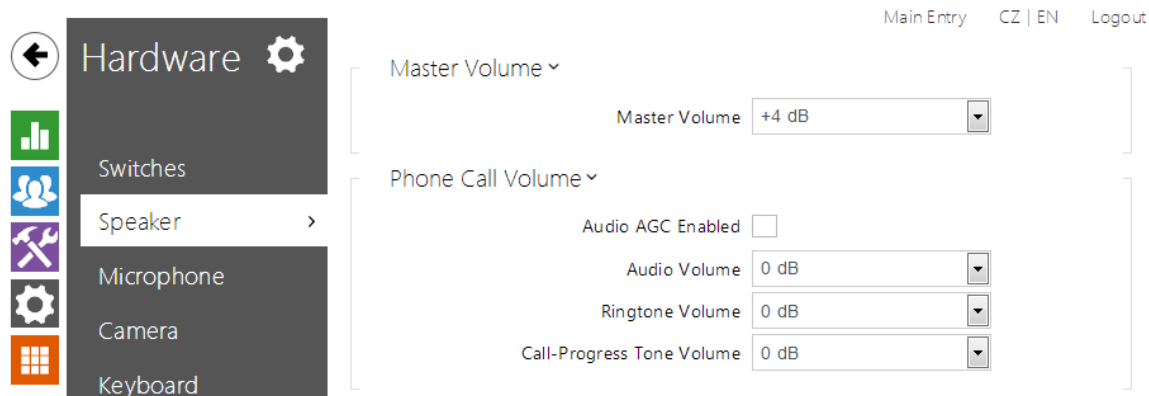 Main Entry CZ | EN Logout
Hardware
Switches
Speaker
Microphone
Camera
Keyboard
Master Volume
Master Volume +4 dB
Phone Call Volume
Audio AGC Enabled
Audio Volume 0 dB
Ringtone Volume 0 dB
Call-Progress Tone Volume 0 dB